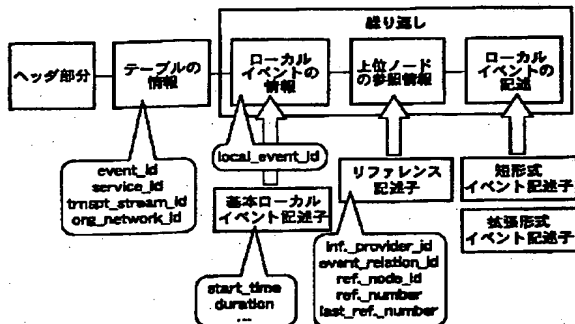 繰り返し
ヘッダ部分
テーブルの
情報
ローカル
イベントの
情報
上位ノード
の参照情報
ローカル
イベントの
記述
event_id
service_id
trnspt_stream_id
org_network_id
local_event_id
基本ローカル
イベント記述子
リファレンス
記述子
短形式
イベント記述子
拡張形式
イベント記述子
start_time
duration
...
inf._provider_id
event_relation_id
ref._node_id
ref._number
last_ref._number